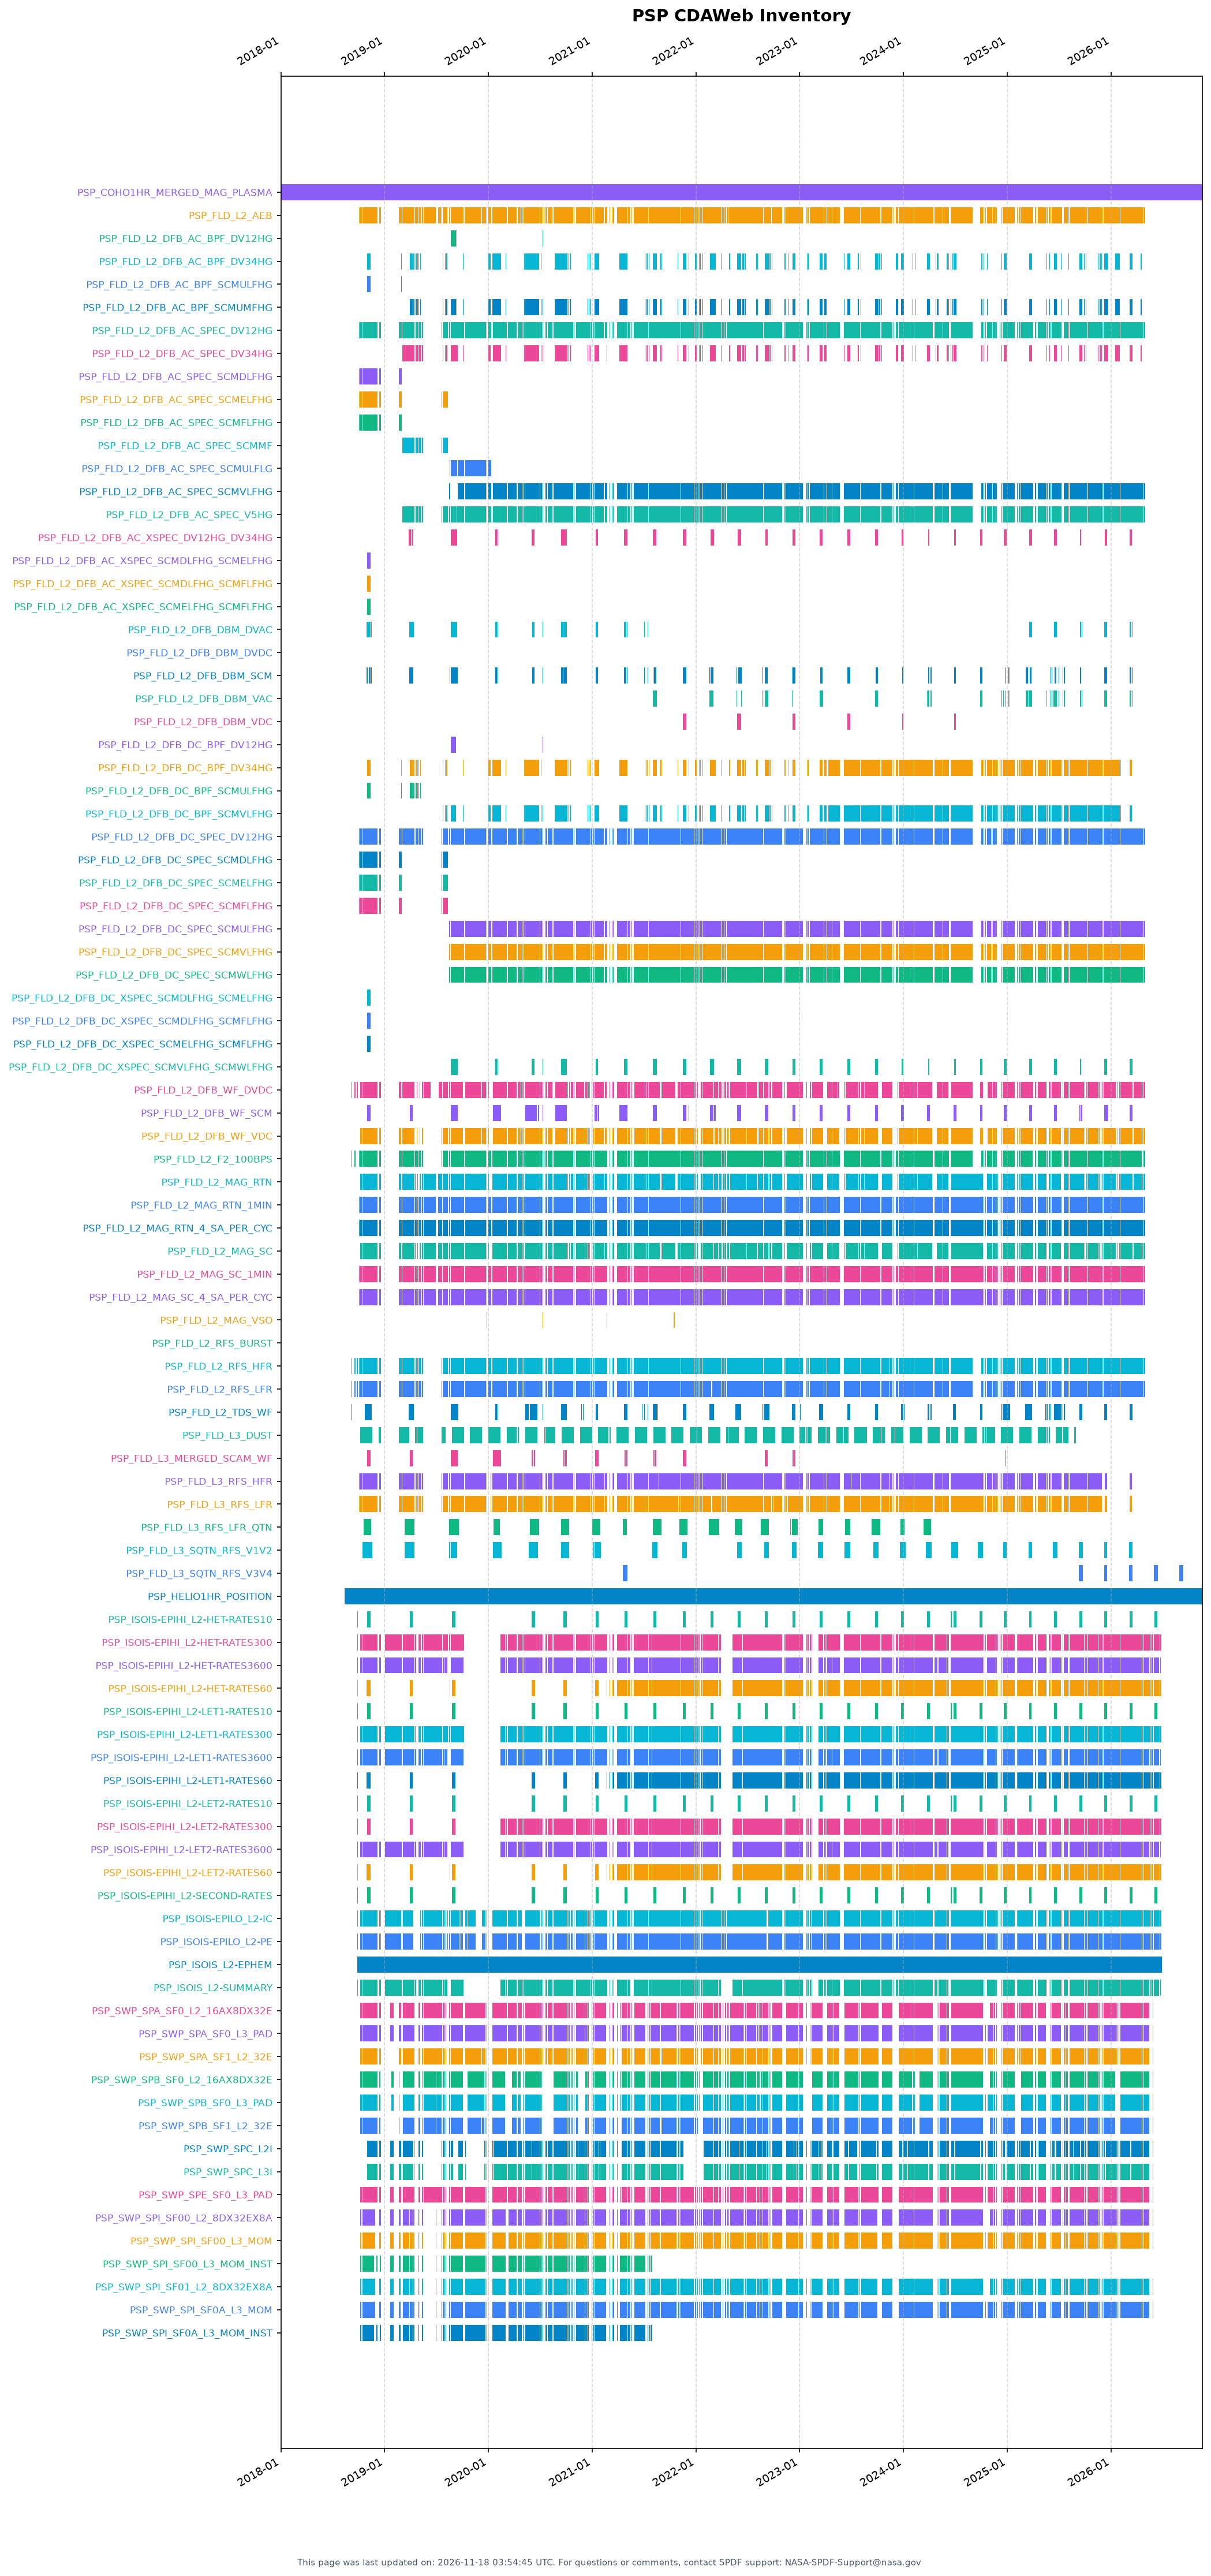 PSP CDAWeb Inventory
2018-01 2019-01 2020-01 2021-01 2022-01 2023-01 2024-01 2025-01 2026-01
PSP_COHO1HR_MERGED_MAG_PLASMA
PSP_FLD_L2_AEB
PSP_FLD_L2_DFB_AC_BPF_DV12HG
PSP_FLD_L2_DFB_AC_BPF_DV34HG
PSP_FLD_L2_DFB_AC_BPF_SCMULFHG
PSP_FLD_L2_DFB_AC_BPF_SCMUMFHG
PSP_FLD_L2_DFB_AC_SPEC_DV12HG
PSP_FLD_L2_DFB_AC_SPEC_DV34HG
PSP_FLD_L2_DFB_AC_SPEC_SCMDLFHG
PSP_FLD_L2_DFB_AC_SPEC_SCMELFHG
PSP_FLD_L2_DFB_AC_SPEC_SCMFLFHG
PSP_FLD_L2_DFB_AC_SPEC_SCMMF
PSP_FLD_L2_DFB_AC_SPEC_SCMULFLG
PSP_FLD_L2_DFB_AC_SPEC_SCMVLFHG
PSP_FLD_L2_DFB_AC_SPEC_V5HG
PSP_FLD_L2_DFB_AC_XSPEC_DV12HG_DV34HG
PSP_FLD_L2_DFB_AC_XSPEC_SCMDLFHG_SCMELFHG
PSP_FLD_L2_DFB_AC_XSPEC_SCMDLFHG_SCMFLFHG
PSP_FLD_L2_DFB_AC_XSPEC_SCMELFHG_SCMFLFHG
PSP_FLD_L2_DFB_DBM_DVAC
PSP_FLD_L2_DFB_DBM_DVDC
PSP_FLD_L2_DFB_DBM_SCM
PSP_FLD_L2_DFB_DBM_VAC
PSP_FLD_L2_DFB_DBM_VDC
PSP_FLD_L2_DFB_DC_BPF_DV12HG
PSP_FLD_L2_DFB_DC_BPF_DV34HG
PSP_FLD_L2_DFB_DC_BPF_SCMULFHG
PSP_FLD_L2_DFB_DC_BPF_SCMVLFHG
PSP_FLD_L2_DFB_DC_SPEC_DV12HG
PSP_FLD_L2_DFB_DC_SPEC_SCMDLFHG
PSP_FLD_L2_DFB_DC_SPEC_SCMELFHG
PSP_FLD_L2_DFB_DC_SPEC_SCMFLFHG
PSP_FLD_L2_DFB_DC_SPEC_SCMULFHG
PSP_FLD_L2_DFB_DC_SPEC_SCMVLFHG
PSP_FLD_L2_DFB_DC_SPEC_SCMWLFHG
PSP_FLD_L2_DFB_DC_XSPEC_SCMDLFHG_SCMELFHG
PSP_FLD_L2_DFB_DC_XSPEC_SCMDLFHG_SCMFLFHG
PSP_FLD_L2_DFB_DC_XSPEC_SCMELFHG_SCMFLFHG
PSP_FLD_L2_DFB_DC_XSPEC_SCMVLFHG_SCMWLFHG
PSP_FLD_L2_DFB_WF_DVDC
PSP_FLD_L2_DFB_WF_SCM
PSP_FLD_L2_DFB_WF_VDC
PSP_FLD_L2_F2_100BPS
PSP_FLD_L2_MAG_RTN
PSP_FLD_L2_MAG_RTN_1MIN
PSP_FLD_L2_MAG_RTN_4_SA_PER_CYC
PSP_FLD_L2_MAG_SC
PSP_FLD_L2_MAG_SC_1MIN
PSP_FLD_L2_MAG_SC_4_SA_PER_CYC
PSP_FLD_L2_MAG_VSO
PSP_FLD_L2_RFS_BURST
PSP_FLD_L2_RFS_HFR
PSP_FLD_L2_RFS_LFR
PSP_FLD_L2_TDS_WF
PSP_FLD_L3_DUST
PSP_FLD_L3_MERGED_SCAM_WF
PSP_FLD_L3_RFS_HFR
PSP_FLD_L3_RFS_LFR
PSP_FLD_L3_RFS_LFR_QTN
PSP_FLD_L3_SQTN_RFS_V1V2
PSP_FLD_L3_SQTN_RFS_V3V4
PSP_HELIO1HR_POSITION
PSP_ISOIS-EPIHI_L2-HET-RATES10
PSP_ISOIS-EPIHI_L2-HET-RATES300
PSP_ISOIS-EPIHI_L2-HET-RATES3600
PSP_ISOIS-EPIHI_L2-HET-RATES60
PSP_ISOIS-EPIHI_L2-LET1-RATES10
PSP_ISOIS-EPIHI_L2-LET1-RATES300
PSP_ISOIS-EPIHI_L2-LET1-RATES3600
PSP_ISOIS-EPIHI_L2-LET1-RATES60
PSP_ISOIS-EPIHI_L2-LET2-RATES10
PSP_ISOIS-EPIHI_L2-LET2-RATES300
PSP_ISOIS-EPIHI_L2-LET2-RATES3600
PSP_ISOIS-EPIHI_L2-LET2-RATES60
PSP_ISOIS-EPIHI_L2-SECOND-RATES
PSP_ISOIS-EPILO_L2-IC
PSP_ISOIS-EPILO_L2-PE
PSP_ISOIS_L2-EPHEM
PSP_ISOIS_L2-SUMMARY
PSP_SWP_SPA_SF0_L2_16AX8DX32E
PSP_SWP_SPA_SF0_L3_PAD
PSP_SWP_SPA_SF1_L2_32E
PSP_SWP_SPB_SF0_L2_16AX8DX32E
PSP_SWP_SPB_SF0_L3_PAD
PSP_SWP_SPB_SF1_L2_32E
PSP_SWP_SPC_L2I
PSP_SWP_SPC_L3I
PSP_SWP_SPE_SF0_L3_PAD
PSP_SWP_SPI_SF00_L2_8DX32EX8A
PSP_SWP_SPI_SF00_L3_MOM
PSP_SWP_SPI_SF00_L3_MOM_INST
PSP_SWP_SPI_SF01_L2_8DX32EX8A
PSP_SWP_SPI_SF0A_L3_MOM
PSP_SWP_SPI_SF0A_L3_MOM_INST
2018-01 2019-01 2020-01 2021-01 2022-01 2023-01 2024-01 2025-01 2026-01
This page was last updated on: 2026-11-18 03:54:45 UTC. For questions or comments, contact SPDF support: NASA-SPDF-Support@nasa.gov